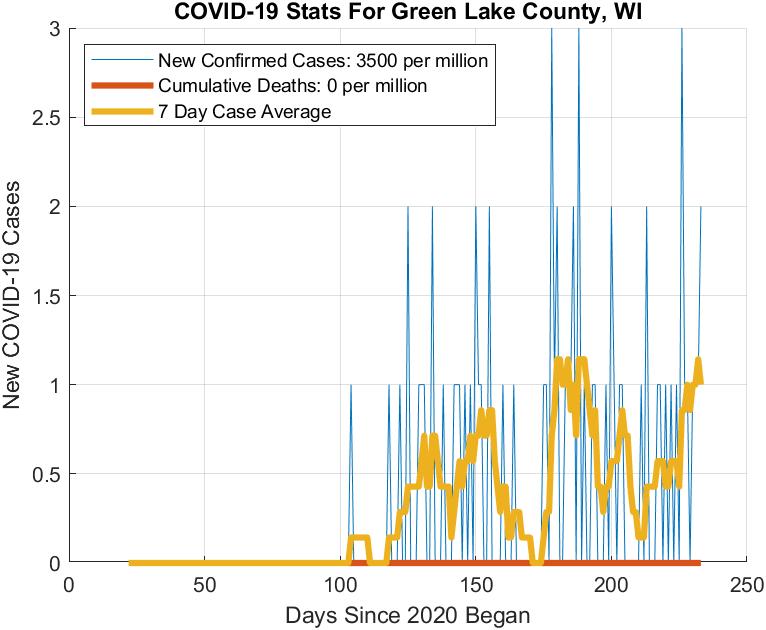 COVID-19 Stats For Green Lake County, WI
New Confirmed Cases: 3500 per million
Cumulative Deaths: 0 per million
7 Day Case Average
3
2.5
2
1.5
1
0.5
0
New COVID-19 Cases
0 50 100 150 200 250
Days Since 2020 Began